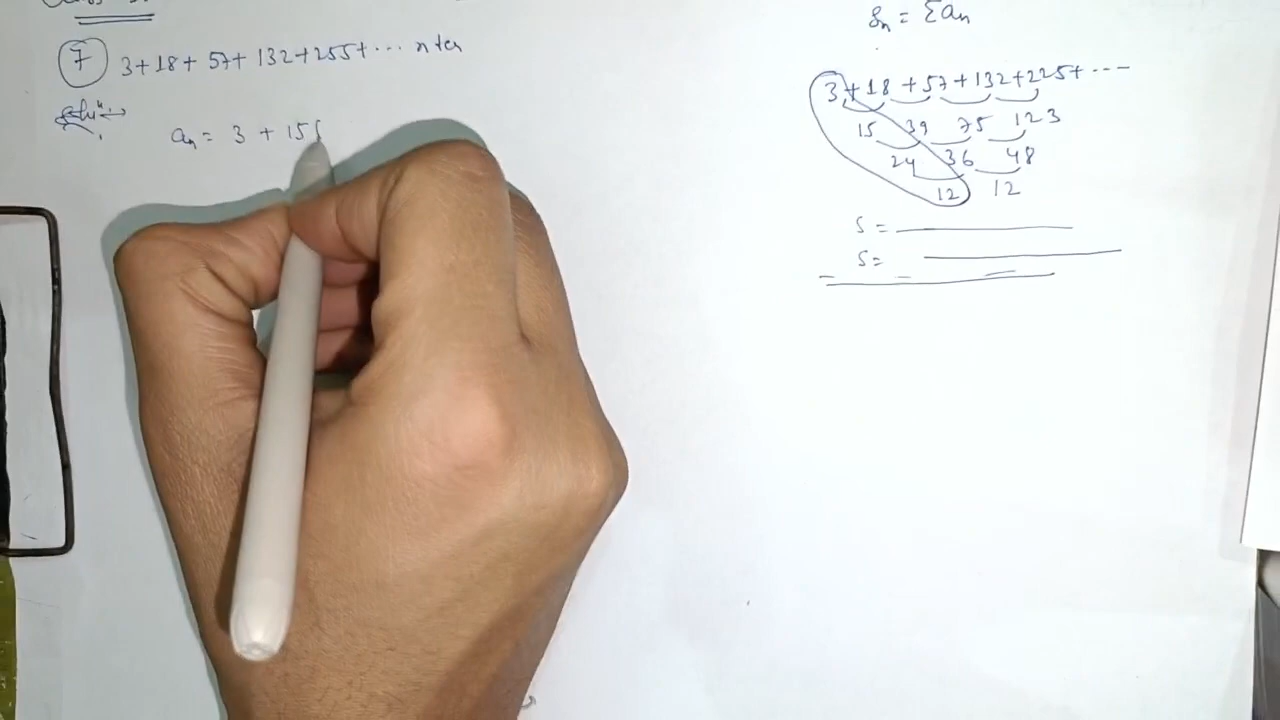 7 3+18+57+132+255+... n ter
an = 3 + 15
Sn = Σan
3+18+57+132+225+---
15 39 75 123
24 36 48
12 12
S =
S =